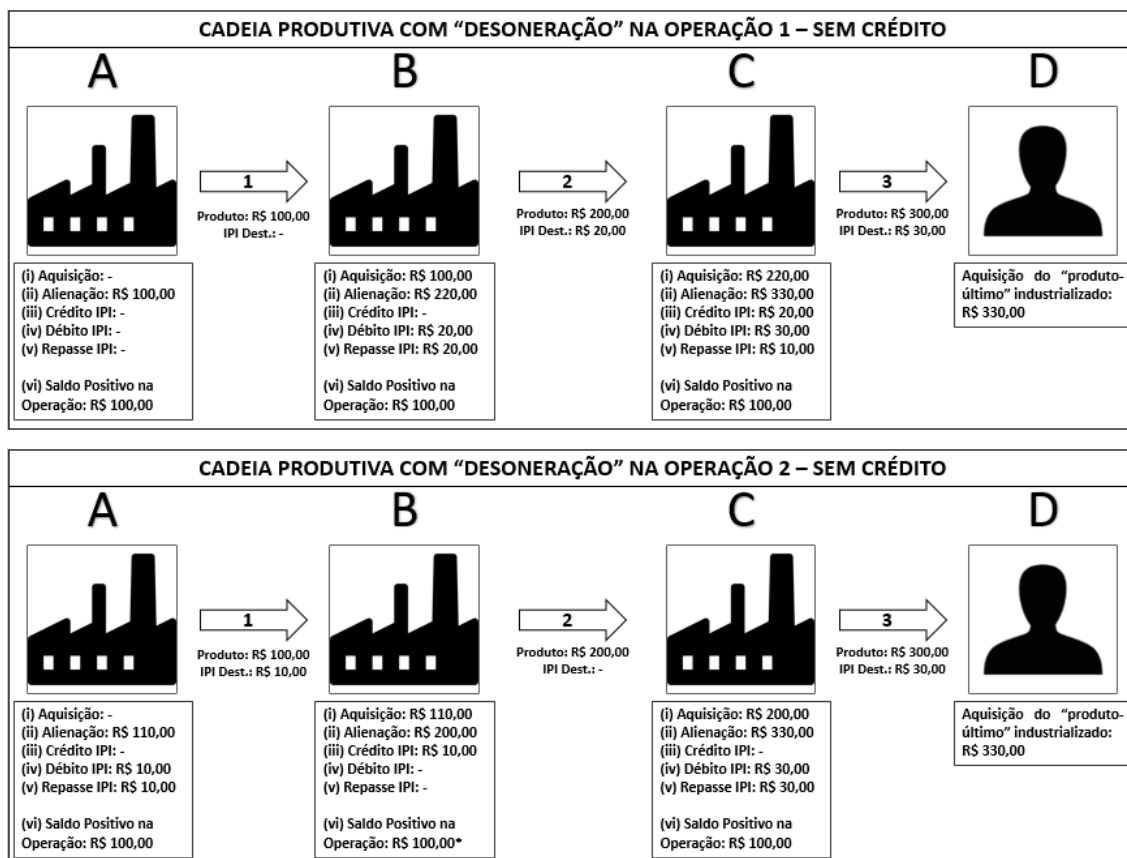 CADEIA PRODUTIVA COM “DESONERAÇÃO” NA OPERAÇÃO 1 – SEM CRÉDITO
A
B
C
D
1
Produto: R$ 100,00
IPI Dest.: -
2
Produto: R$ 200,00
IPI Dest.: R$ 20,00
3
Produto: R$ 300,00
IPI Dest.: R$ 30,00
(i) Aquisição: -
(ii) Alienação: R$ 100,00
(iii) Crédito IPI: -
(iv) Débito IPI: -
(v) Repasse IPI: -
(vi) Saldo Positivo na
Operação: R$ 100,00
(i) Aquisição: R$ 100,00
(ii) Alienação: R$ 220,00
(iii) Crédito IPI: -
(iv) Débito IPI: R$ 20,00
(v) Repasse IPI: R$ 20,00
(vi) Saldo Positivo na
Operação: R$ 100,00
(i) Aquisição: R$ 220,00
(ii) Alienação: R$ 330,00
(iii) Crédito IPI: R$ 20,00
(iv) Débito IPI: R$ 30,00
(v) Repasse IPI: R$ 10,00
(vi) Saldo Positivo na
Operação: R$ 100,00
Aquisição do “produto-
último” industrializado:
R$ 330,00
CADEIA PRODUTIVA COM “DESONERAÇÃO” NA OPERAÇÃO 2 – SEM CRÉDITO
A
B
C
D
1
Produto: R$ 100,00
IPI Dest.: R$ 10,00
2
Produto: R$ 200,00
IPI Dest.: -
3
Produto: R$ 300,00
IPI Dest.: R$ 30,00
(i) Aquisição: -
(ii) Alienação: R$ 110,00
(iii) Crédito IPI: -
(iv) Débito IPI: R$ 10,00
(v) Repasse IPI: R$ 10,00
(vi) Saldo Positivo na
Operação: R$ 100,00
(i) Aquisição: R$ 110,00
(ii) Alienação: R$ 200,00
(iii) Crédito IPI: R$ 10,00
(iv) Débito IPI: -
(v) Repasse IPI: -
(vi) Saldo Positivo na
Operação: R$ 100,00*
(i) Aquisição: R$ 200,00
(ii) Alienação: R$ 330,00
(iii) Crédito IPI: -
(iv) Débito IPI: R$ 30,00
(v) Repasse IPI: R$ 30,00
(vi) Saldo Positivo na
Operação: R$ 100,00
Aquisição do “produto-
último” industrializado:
R$ 330,00